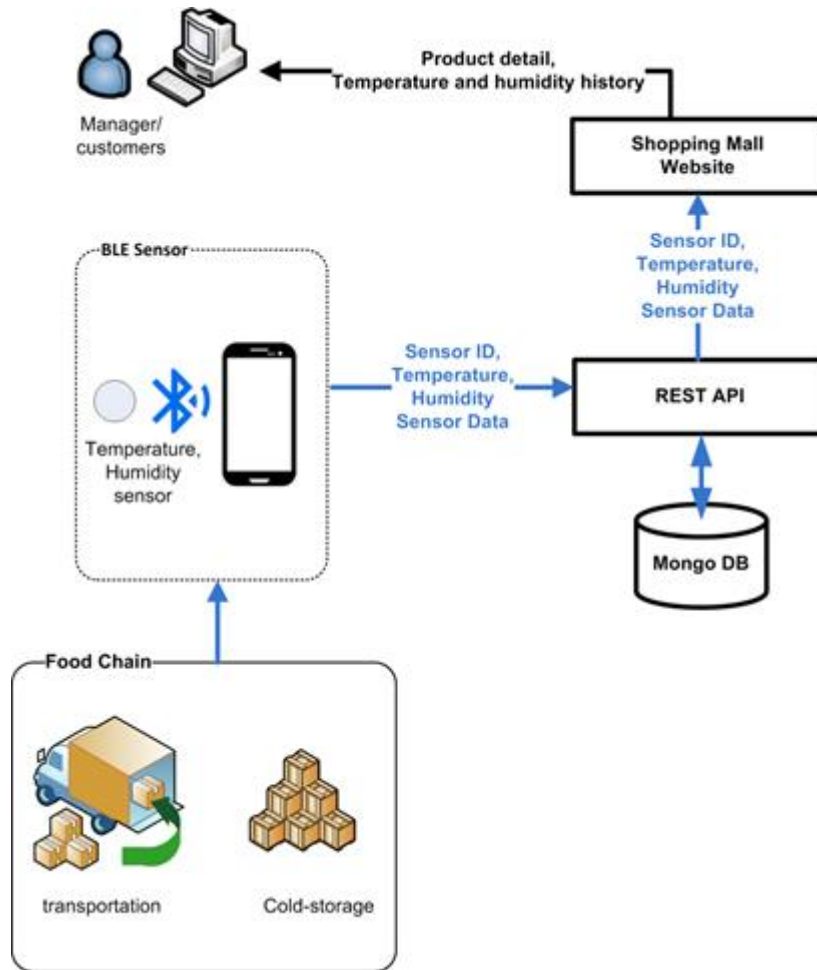 Product detail,
Temperature and humidity history
Manager/
customers
Shopping Mall
Website
Sensor ID,
Temperature,
Humidity
Sensor Data
BLE Sensor
Temperature,
Humidity
sensor
Sensor ID,
Temperature,
Humidity
Sensor Data
REST API
Mongo DB
Food Chain
transportation
Cold-storage